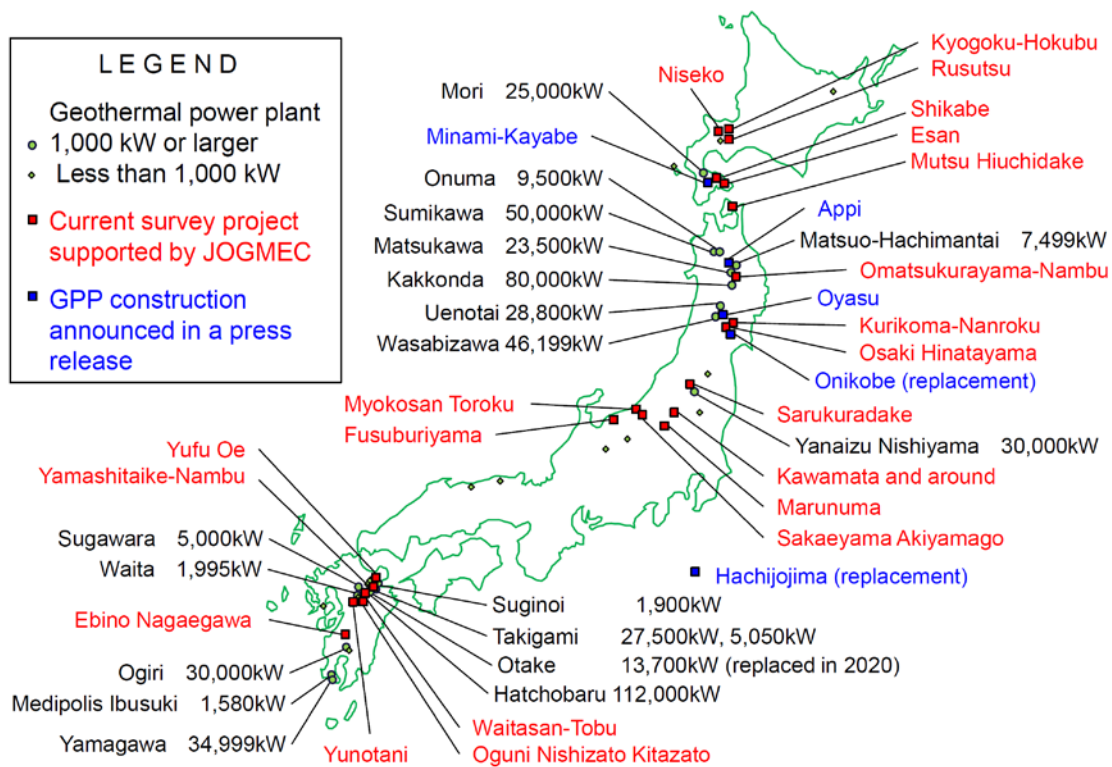 LEGEND
Geothermal power plant
1,000 kW or larger
Less than 1,000 kW
Current survey project
supported by JOGMEC
GPP construction
announced in a press
release
Kyogoku-Hokubu
Niseko
Rusutsu
Mori 25,000kW
Shikabe
Minami-Kayabe
Esan
Mutsu Hiuchidake
Onuma 9,500kW
Sumikawa 50,000kW
Appi
Matsukawa 23,500kW
Matsuo-Hachimantai 7,499kW
Kakkonda 80,000kW
Omatsukurayama-Nambu
Uenotai 28,800kW
Oyasu
Wasabizawa 46,199kW
Kurikoma-Nanroku
Osaki Hinatayama
Onikobe (replacement)
Myokosan Toroku
Sarukuradake
Fusuburiyama
Yanaizu Nishiyama 30,000kW
Yufu Oe
Yamashitaike-Nambu
Kawamata and around
Marunuma
Sakaeyama Akiyamago
Sugawara 5,000kW
Waita 1,995kW
Hachijojima (replacement)
Suginoi 1,900kW
Ebino Nagaegawa
Takigami 27,500kW, 5,050kW
Ogiri 30,000kW
Otake 13,700kW (replaced in 2020)
Medipolis Ibusuki 1,580kW
Hatchobaru 112,000kW
Yamagawa 34,999kW
Waitasan-Tobu
Yunotani
Oguni Nishizato Kitazato